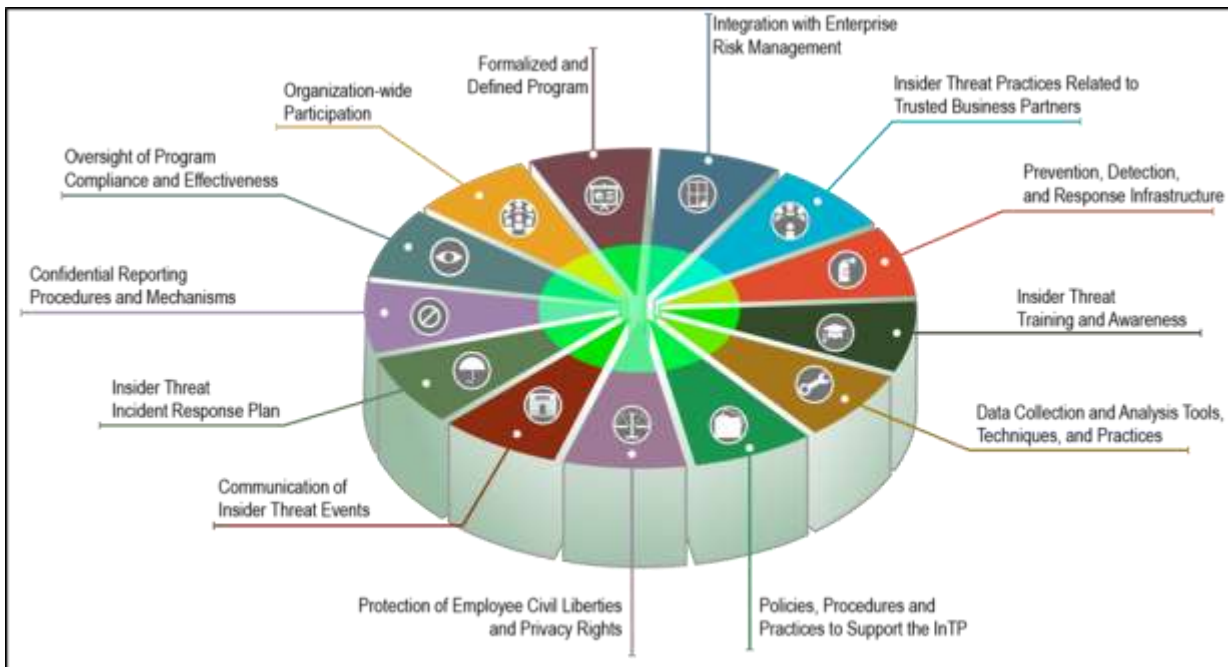 Integration with Enterprise
Risk Management
Formalized and
Defined Program
Insider Threat Practices Related to
Trusted Business Partners
Organization-wide
Participation
Oversight of Program
Compliance and Effectiveness
Prevention, Detection,
and Response Infrastructure
Confidential Reporting
Procedures and Mechanisms
Insider Threat
Training and Awareness
Insider Threat
Incident Response Plan
Data Collection and Analysis Tools,
Techniques, and Practices
Communication of
Insider Threat Events
Protection of Employee Civil Liberties
and Privacy Rights
Policies, Procedures and
Practices to Support the InTP